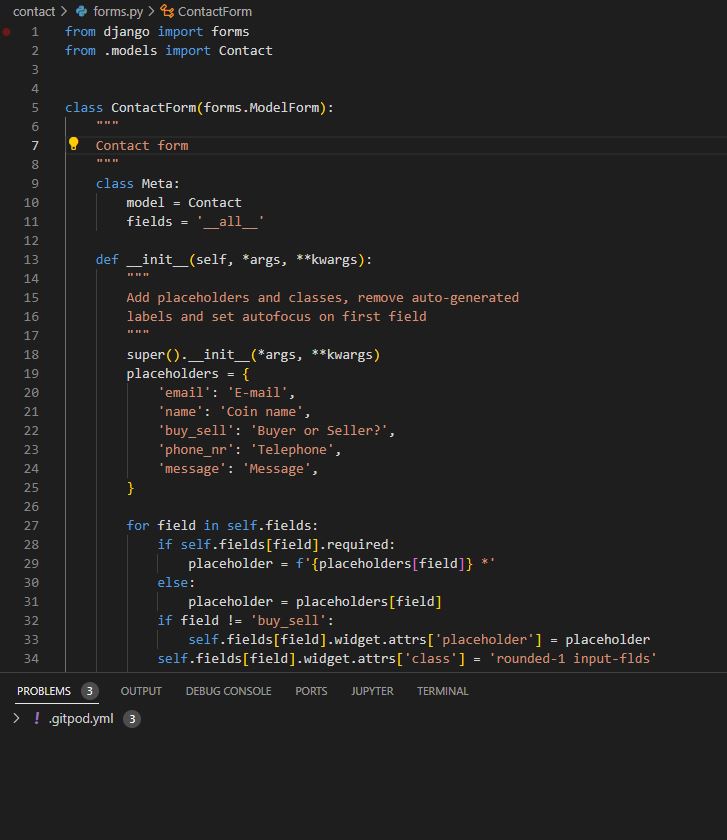 contact > forms.py > ContactForm
1 from django import forms
2 from .models import Contact
3
4
5 class ContactForm(forms.ModelForm):
6     """
7     Contact form
8     """
9     class Meta:
10         model = Contact
11         fields = '__all__'
12
13     def __init__(self, *args, **kwargs):
14         """
15         Add placeholders and classes, remove auto-generated
16         labels and set autofocus on first field
17         """
18         super().__init__(*args, **kwargs)
19         placeholders = {
20             'email': 'E-mail',
21             'name': 'Coin name',
22             'buy_sell': 'Buyer or Seller?',
23             'phone_nr': 'Telephone',
24             'message': 'Message',
25         }
26
27         for field in self.fields:
28             if self.fields[field].required:
29                 placeholder = f'{placeholders[field]} *'
30             else:
31                 placeholder = placeholders[field]
32             if field != 'buy_sell':
33                 self.fields[field].widget.attrs['placeholder'] = placeholder
34             self.fields[field].widget.attrs['class'] = 'rounded-1 input-flds'
PROBLEMS 3 OUTPUT DEBUG CONSOLE PORTS JUPYTER TERMINAL
> ! .gitpod.yml 3